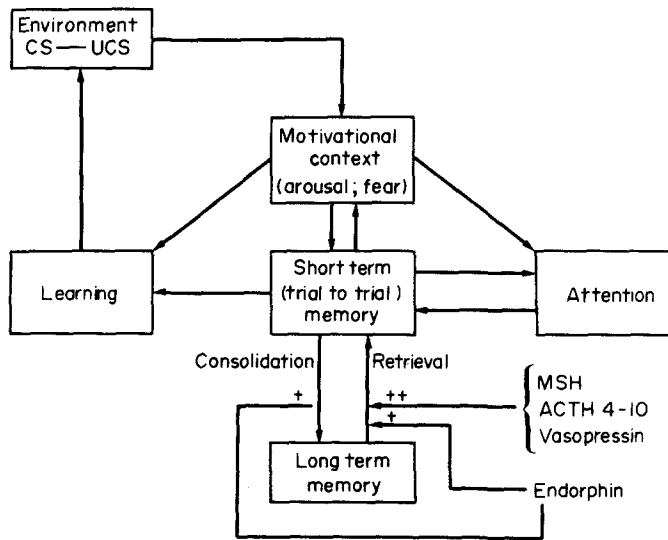 Environment
CS — UCS
Motivational
context
(arousal; fear)
Learning
Short term
(trial to trial)
memory
Attention
Consolidation
Retrieval
+
++
+
MSH
ACTH 4-10
Vasopressin
Long term
memory
Endorphin